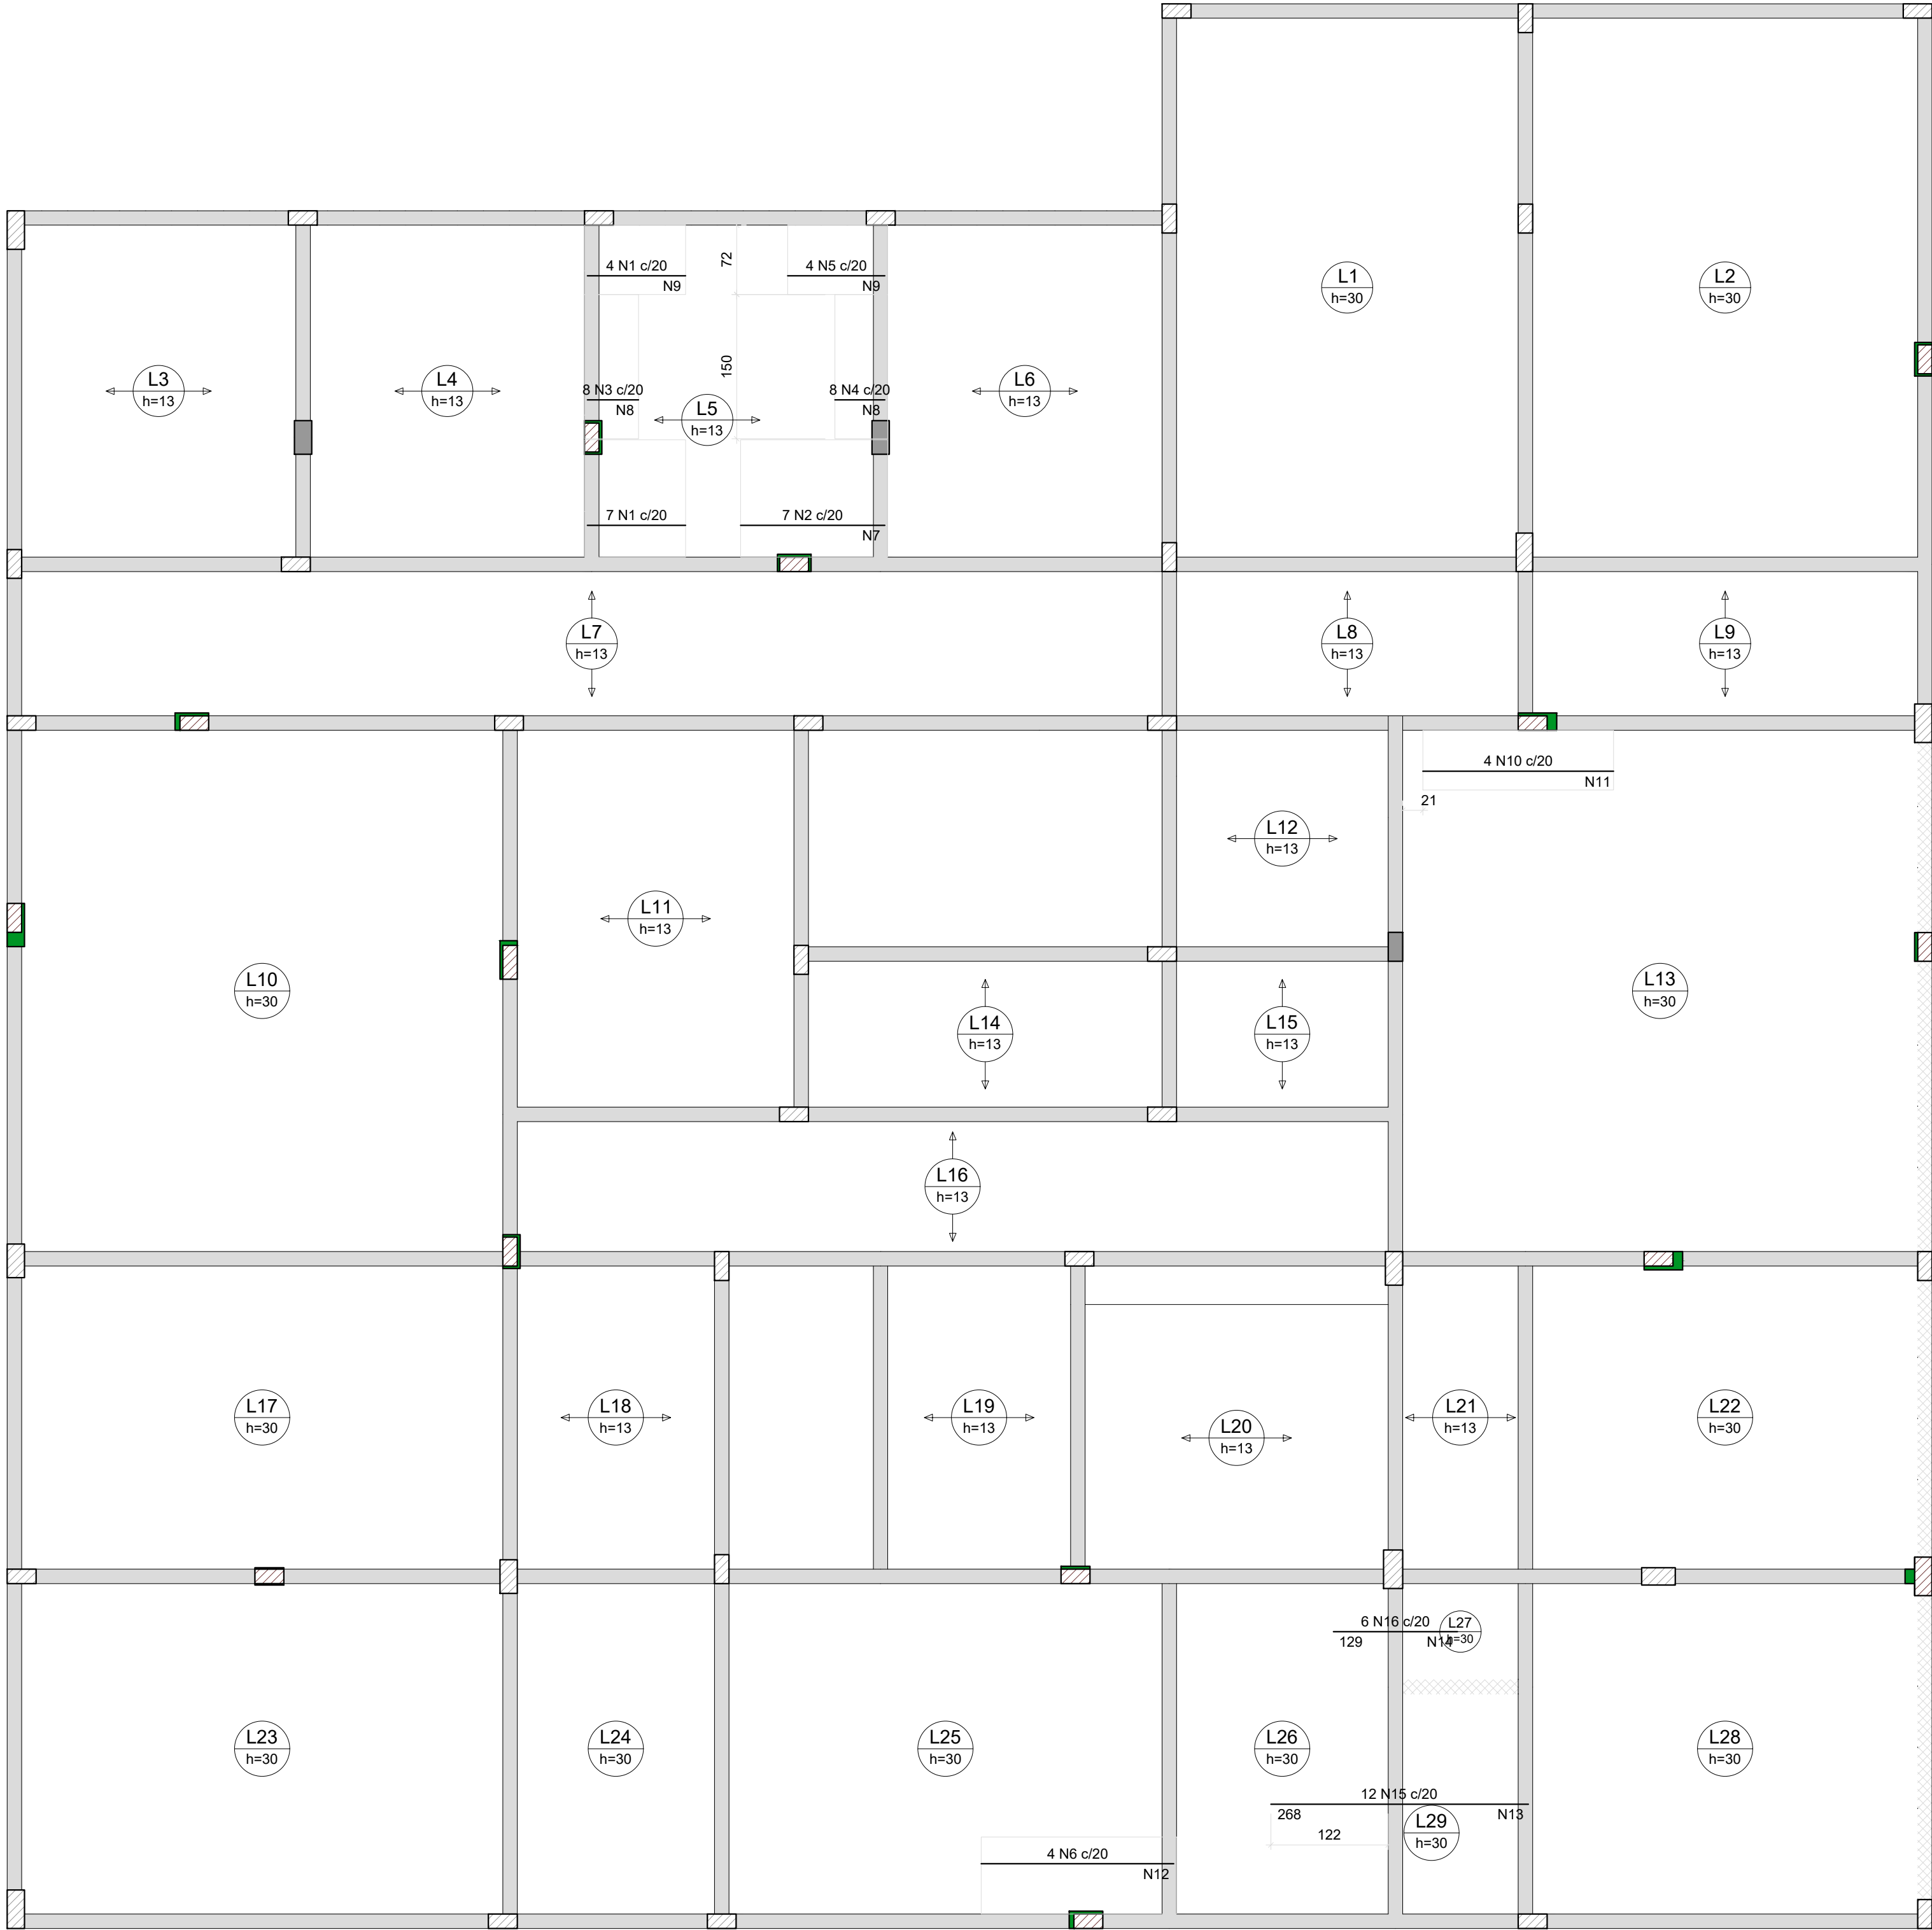 L1
h=30
L2
h=30
72
4 N1 c/20
N9
4 N5 c/20
N9
150
L3
h=13
L4
h=13
8 N3 c/20
N8
L5
h=13
8 N4 c/20
N8
L6
h=13
7 N1 c/20
7 N2 c/20
N7
L7
h=13
L8
h=13
L9
h=13
4 N10 c/20
N11
21
L12
h=13
L11
h=13
L10
h=30
L13
h=30
L14
h=13
L15
h=13
L16
h=13
L17
h=30
L18
h=13
L19
h=13
L20
h=13
L21
h=13
L22
h=30
6 N16 c/20
129
N14
L27
h=30
L23
h=30
L24
h=30
L25
h=30
L26
h=30
L28
h=30
12 N15 c/20
268
N13
122
L29
h=30
4 N6 c/20
N12